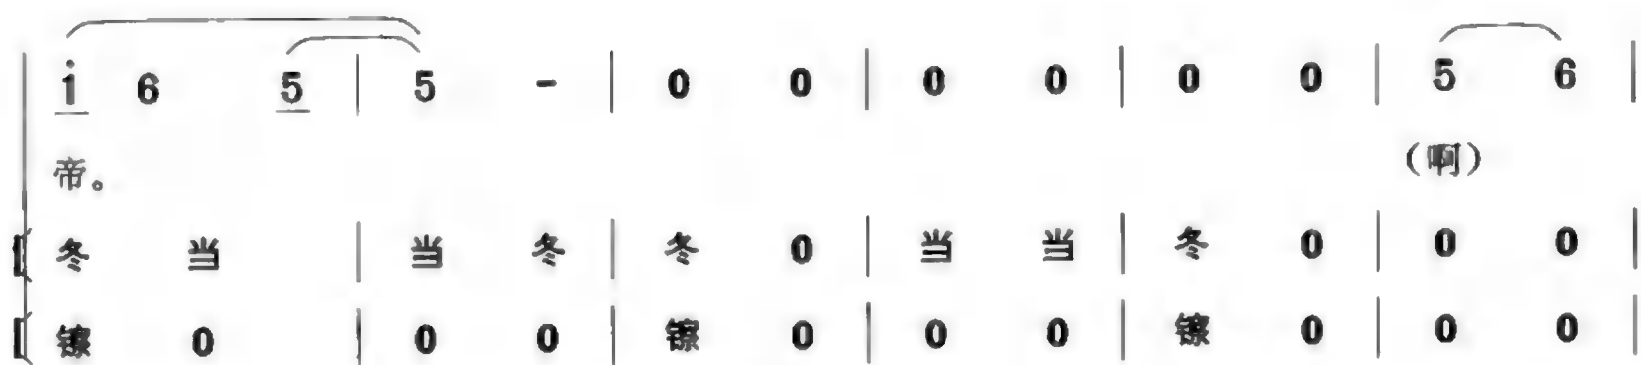 i̇ 6 5 | 5 - | 0 0 | 0 0 | 0 0 | 5 6 |
帝。 (啊)
冬 当 | 当 冬 | 冬 0 | 当 当 | 冬 0 | 0 0 |
镲 0 | 0 0 | 镲 0 | 0 0 | 镲 0 | 0 0 |